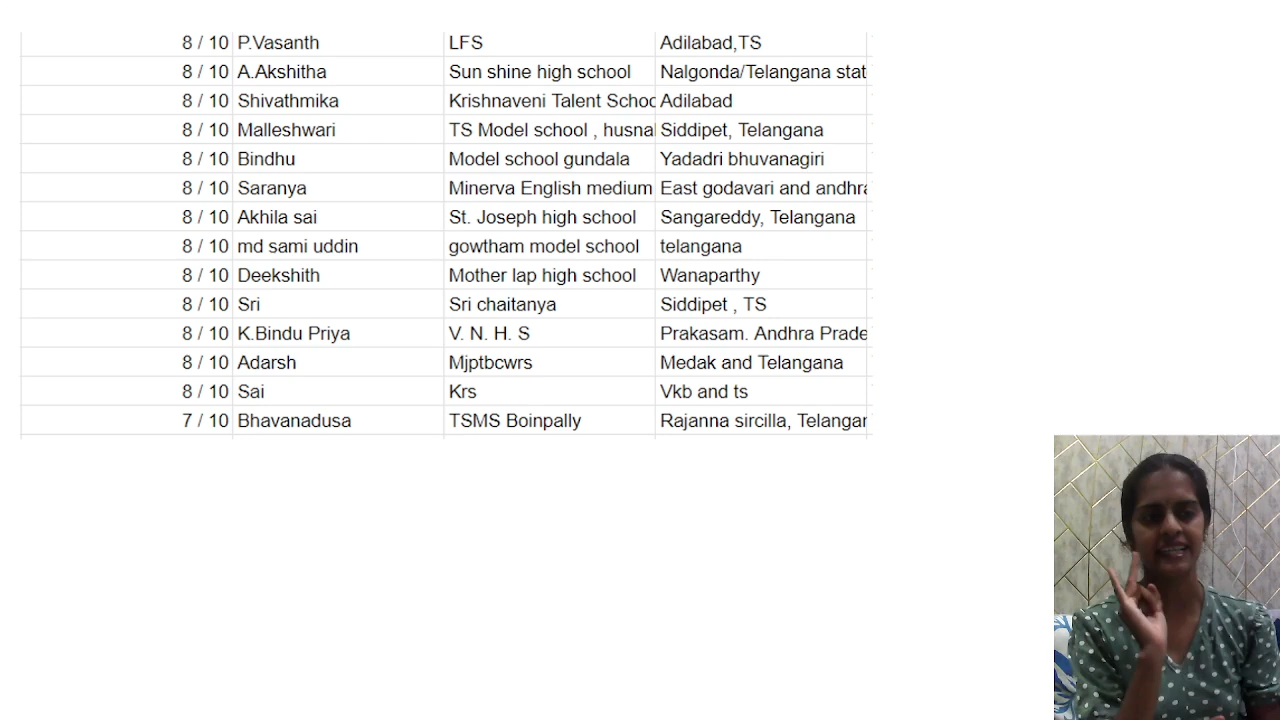 8 / 10 P.Vasanth LFS Adilabad,TS
8 / 10 A.Akshitha Sun shine high school Nalgonda/Telangana stat
8 / 10 Shivathmika Krishnaveni Talent Schoo Adilabad
8 / 10 Malleshwari TS Model school , husna Siddipet, Telangana
8 / 10 Bindhu Model school gundala Yadadri bhuvanagiri
8 / 10 Saranya Minerva English medium East godavari and andhra
8 / 10 Akhila sai St. Joseph high school Sangareddy, Telangana
8 / 10 md sami uddin gowtham model school telangana
8 / 10 Deekshith Mother lap high school Wanaparthy
8 / 10 Sri Sri chaitanya Siddipet , TS
8 / 10 K.Bindu Priya V. N. H. S Prakasam. Andhra Prade
8 / 10 Adarsh Mjptbcwrs Medak and Telangana
8 / 10 Sai Krs Vkb and ts
7 / 10 Bhavanadusa TSMS Boinpally Rajanna sircilla, Telangan